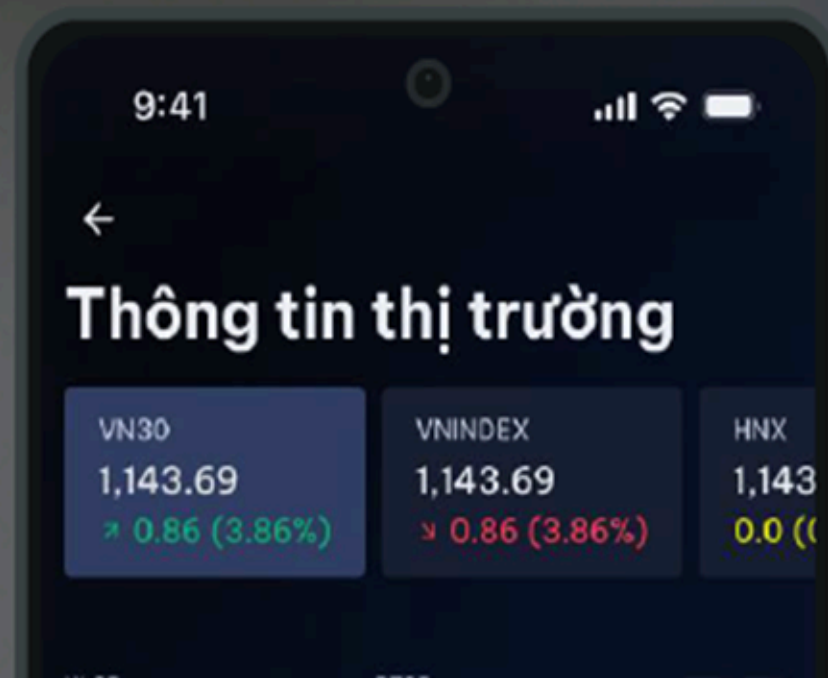 9:41
Thông tin thị trường
VN30
1,143.69
0.86 (3.86%)
VNINDEX
1,143.69
0.86 (3.86%)
HNX
1,143
0.0